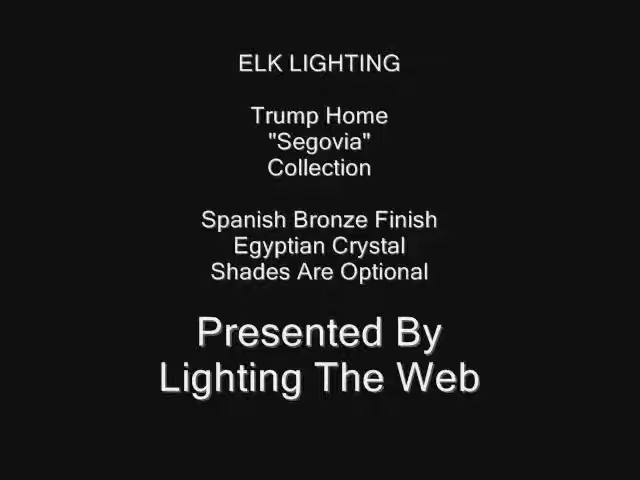 ELK LIGHTING
Trump Home
"Segovia"
Collection
Spanish Bronze Finish
Egyptian Crystal
Shades Are Optional
Presented By
Lighting The Web